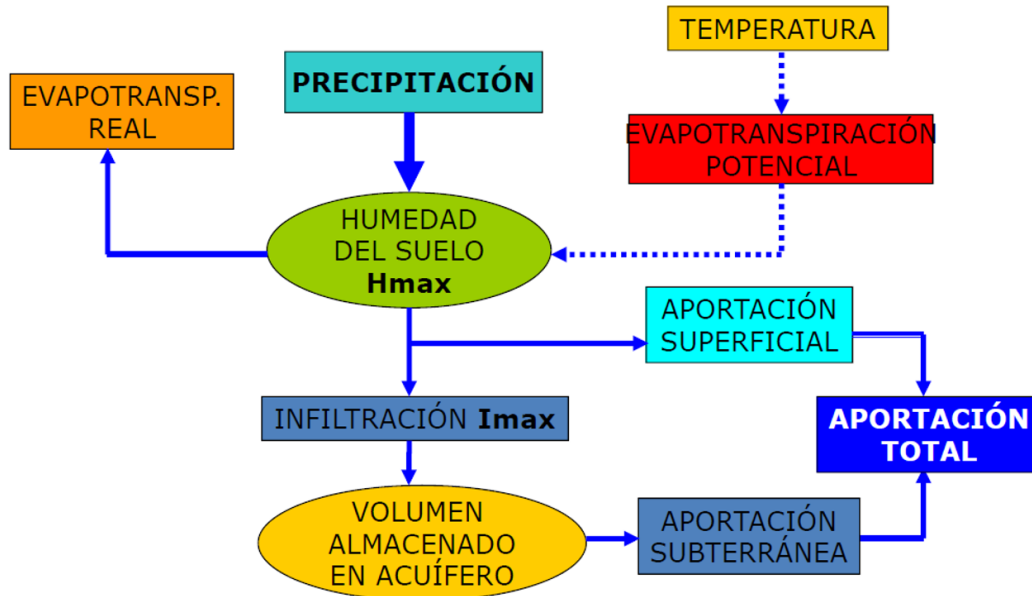 TEMPERATURA
PRECIPITACIÓN
EVAPOTRANSP.
REAL
EVAPOTRANSPIRACIÓN
POTENCIAL
HUMEDAD
DEL SUELO
Hmax
APORTACIÓN
SUPERFICIAL
INFILTRACIÓN Imax
APORTACIÓN
TOTAL
VOLUMEN
ALMACENADO
EN ACUÍFERO
APORTACIÓN
SUBTERRÁNEA